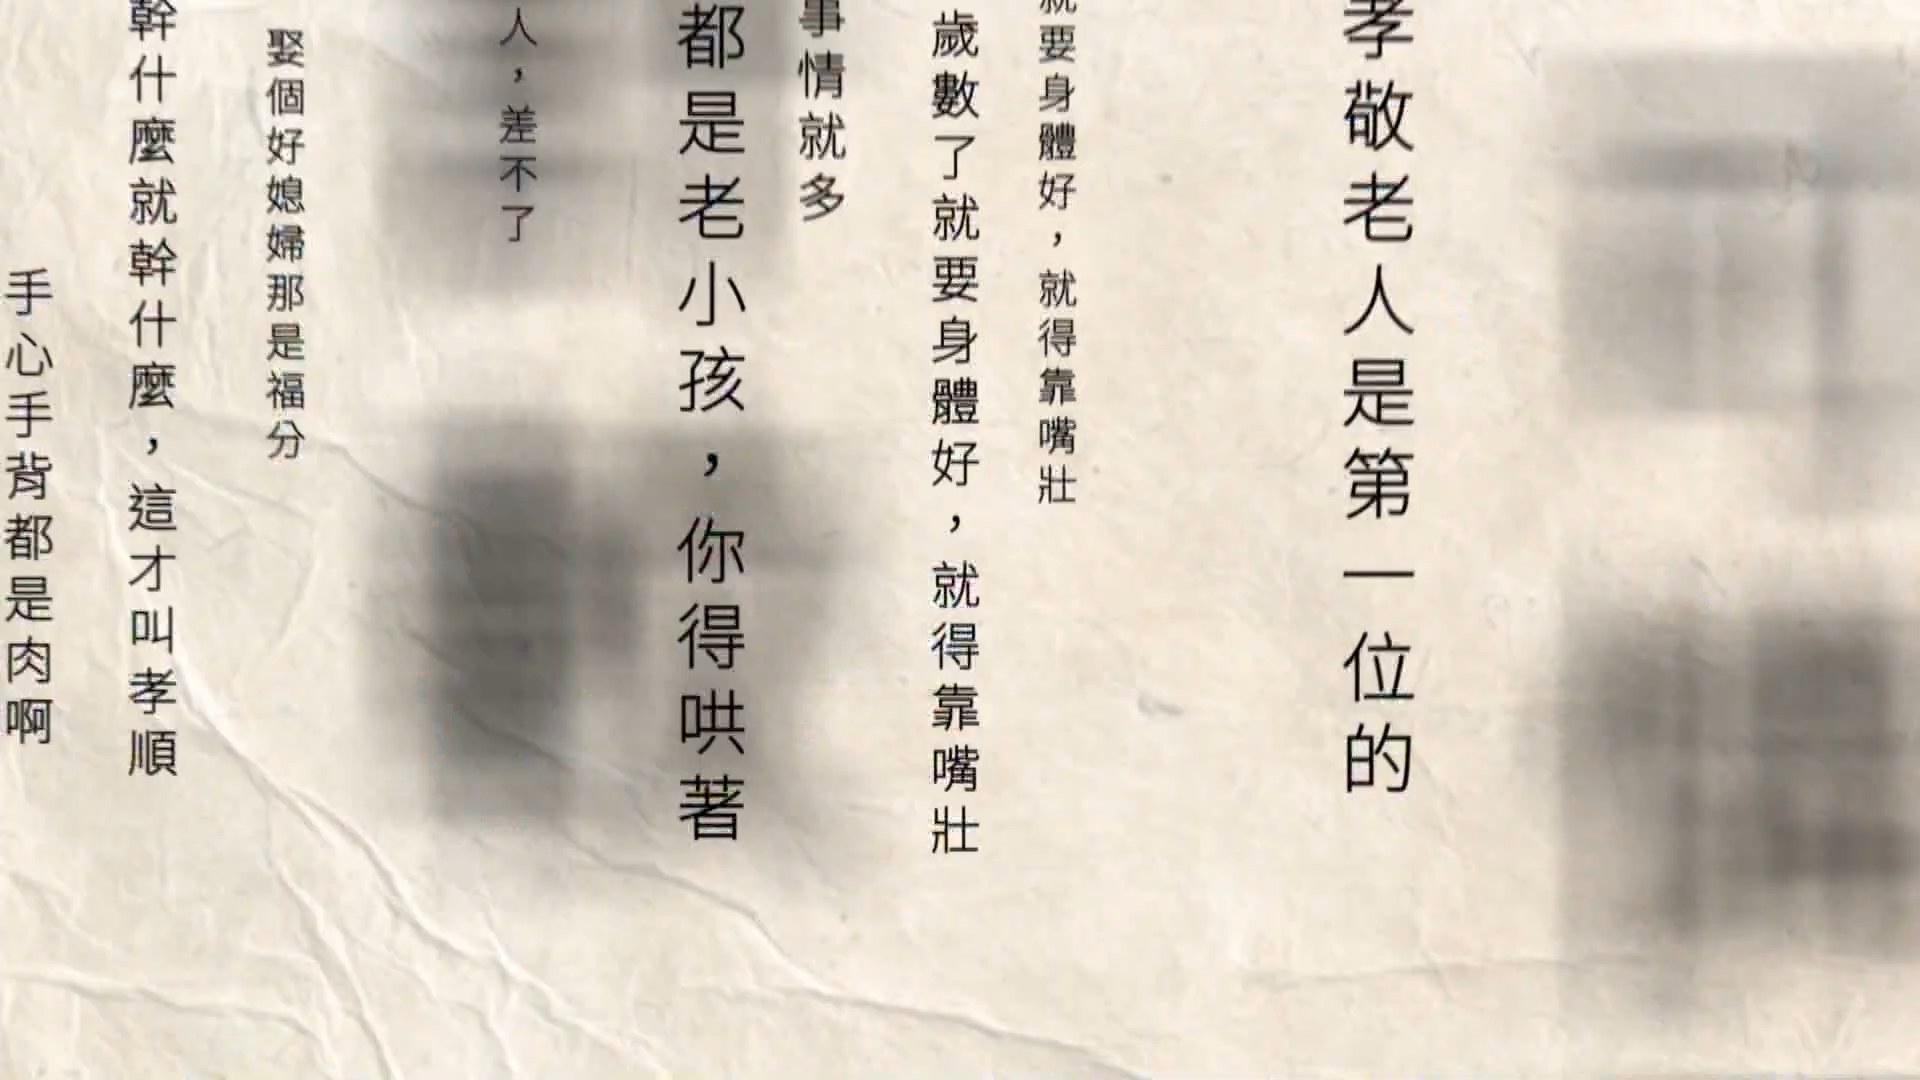 孝敬老人是第一位的
就要身體好，就得靠嘴壯
歲數了就要身體好，就得靠嘴壯
事情就多
都是老小孩，你得哄著
人，差不了
娶個好媳婦那是福分
幹什麼就幹什麼，這才叫孝順
手心手背都是肉啊